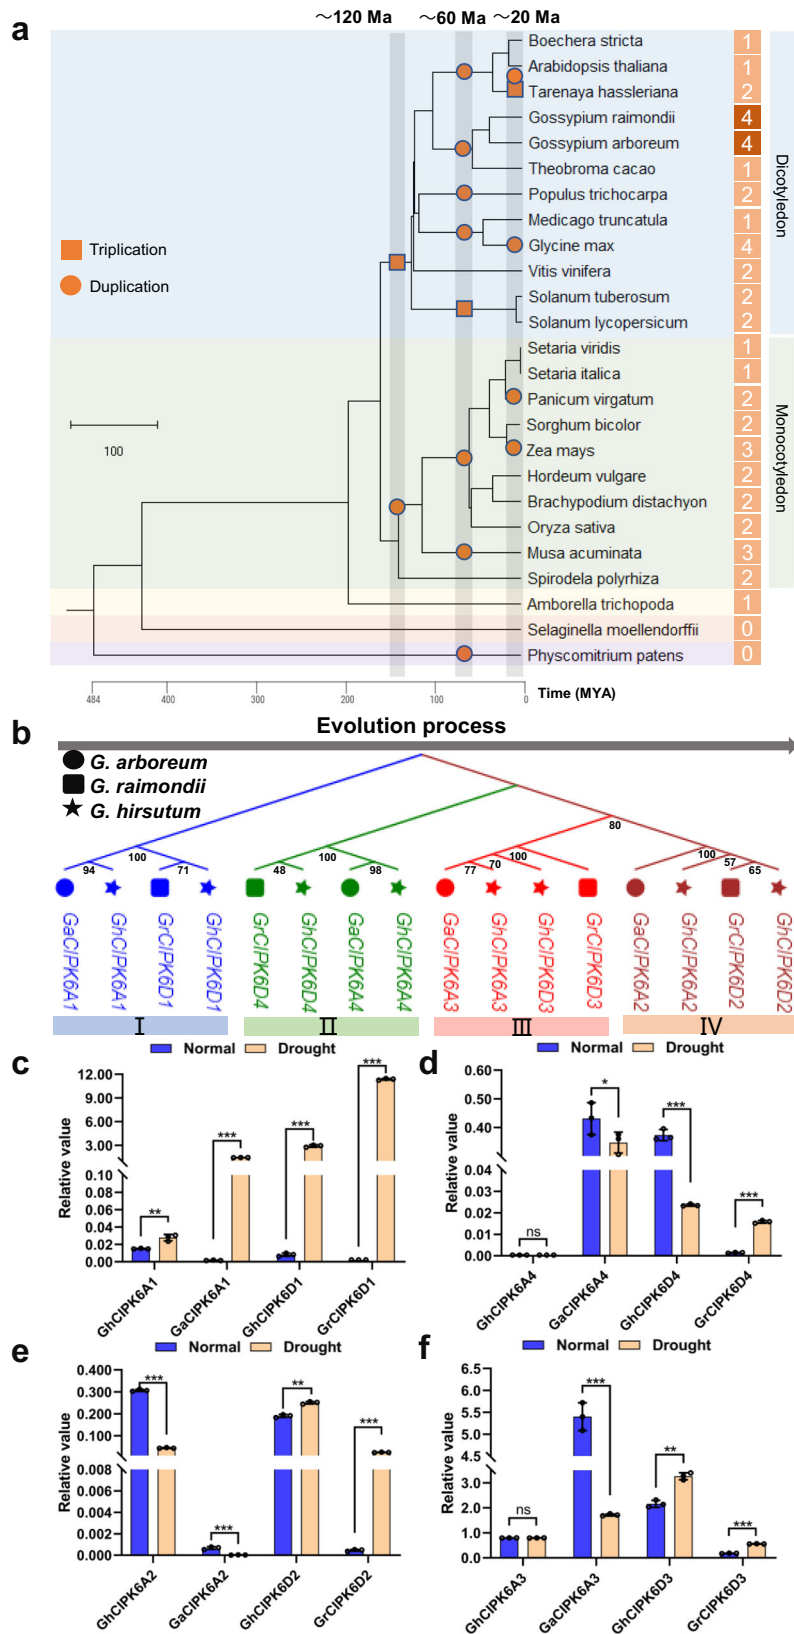 a
～120 Ma ～60 Ma ～20 Ma
Boechera stricta 1
Arabidopsis thaliana 1
Tarenaya hassleriana 2
Gossypium raimondii 4
Gossypium arboreum 4
Theobroma cacao 1
Populus trichocarpa 2
Medicago truncatula 1
Glycine max 4
Vitis vinifera 2
Solanum tuberosum 2
Solanum lycopersicum 2
Dicotyledon
Triplication
Duplication
Setaria viridis 1
Setaria italica 1
Panicum virgatum 2
Sorghum bicolor 2
Zea mays 3
Hordeum vulgare 2
Brachypodium distachyon 2
Oryza sativa 2
Musa acuminata 3
Spirodela polyrhiza 2
Monocotyledon
100
Amborella trichopoda 1
Selaginella moellendorffii 0
Physcomitrium patens 0
484 400 300 200 100 0 Time (MYA)
b
Evolution process
G. arboreum
G. raimondii
G. hirsutum
80
100 100 100 100
94 71 48 98 77 70 57 65
GaCIPK6A1
GhCIPK6A1
GrCIPK6D1
GhCIPK6D1
GrCIPK6D4
GhCIPK6D4
GaCIPK6A4
GhCIPK6A4
GaCIPK6A3
GhCIPK6A3
GhCIPK6D3
GrCIPK6D3
GaCIPK6A2
GhCIPK6A2
GrCIPK6D2
GhCIPK6D2
I II III IV
c
Normal Drought
Relative value
12.00
9.00
6.00
3.00
0.10
0.08
0.06
0.04
0.02
0.00
** *** *** ***
GhCIPK6A1
GaCIPK6A1
GhCIPK6D1
GrCIPK6D1
d
Normal Drought
Relative value
0.60
0.40
0.04
0.03
0.02
0.01
0.00
ns * *** ***
GhCIPK6A4
GaCIPK6A4
GhCIPK6D4
GrCIPK6D4
e
Normal Drought
Relative value
0.400
0.300
0.200
0.100
0.008
0.006
0.004
0.002
0.000
*** *** ** ***
GhCIPK6A2
GaCIPK6A2
GhCIPK6D2
GrCIPK6D2
f
Normal Drought
Relative value
6.5
5.5
4.5
3.0
2.0
1.0
0.0
ns *** ** ***
GhCIPK6A3
GaCIPK6A3
GhCIPK6D3
GrCIPK6D3